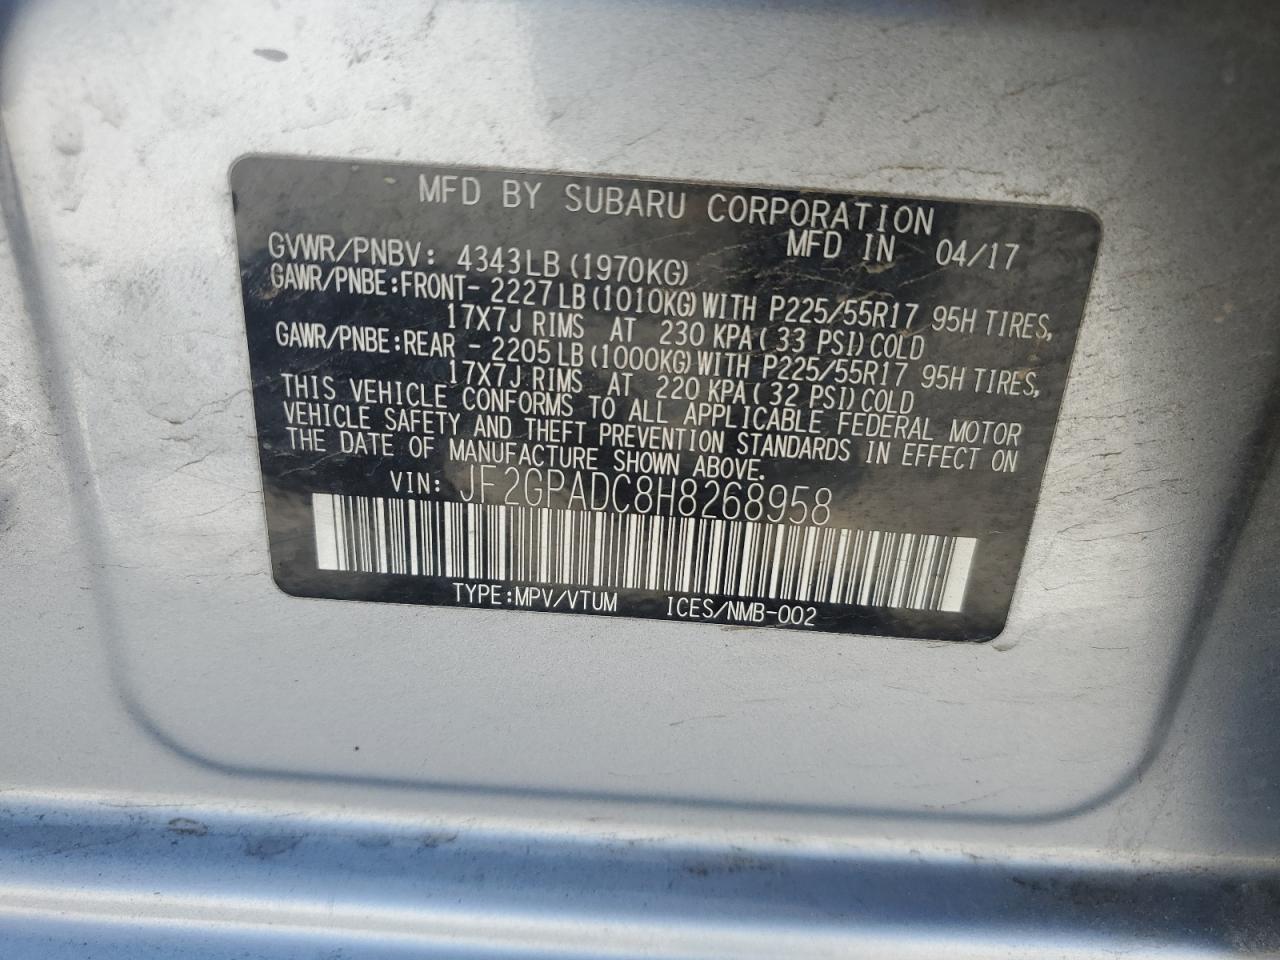 MFD BY SUBARU CORPORATION
MFD IN 04/17
GVWR/PNBV: 4343LB (1970KG)
GAWR/PNBE:FRONT- 2227LB (1010KG) WITH P225/55R17 95H TIRES,
17X7J RIMS AT 230 KPA( 33 PSI)COLD
GAWR/PNBE:REAR - 2205LB (1000KG) WITH P225/55R17 95H TIRES,
17X7J RIMS AT 220 KPA( 32 PSI)COLD
THIS VEHICLE CONFORMS TO ALL APPLICABLE FEDERAL MOTOR
VEHICLE SAFETY AND THEFT PREVENTION STANDARDS IN EFFECT ON
THE DATE OF MANUFACTURE SHOWN ABOVE.
VIN: JF2GPADC8H8268958
TYPE:MPV/VTUM ICES/NMB-002